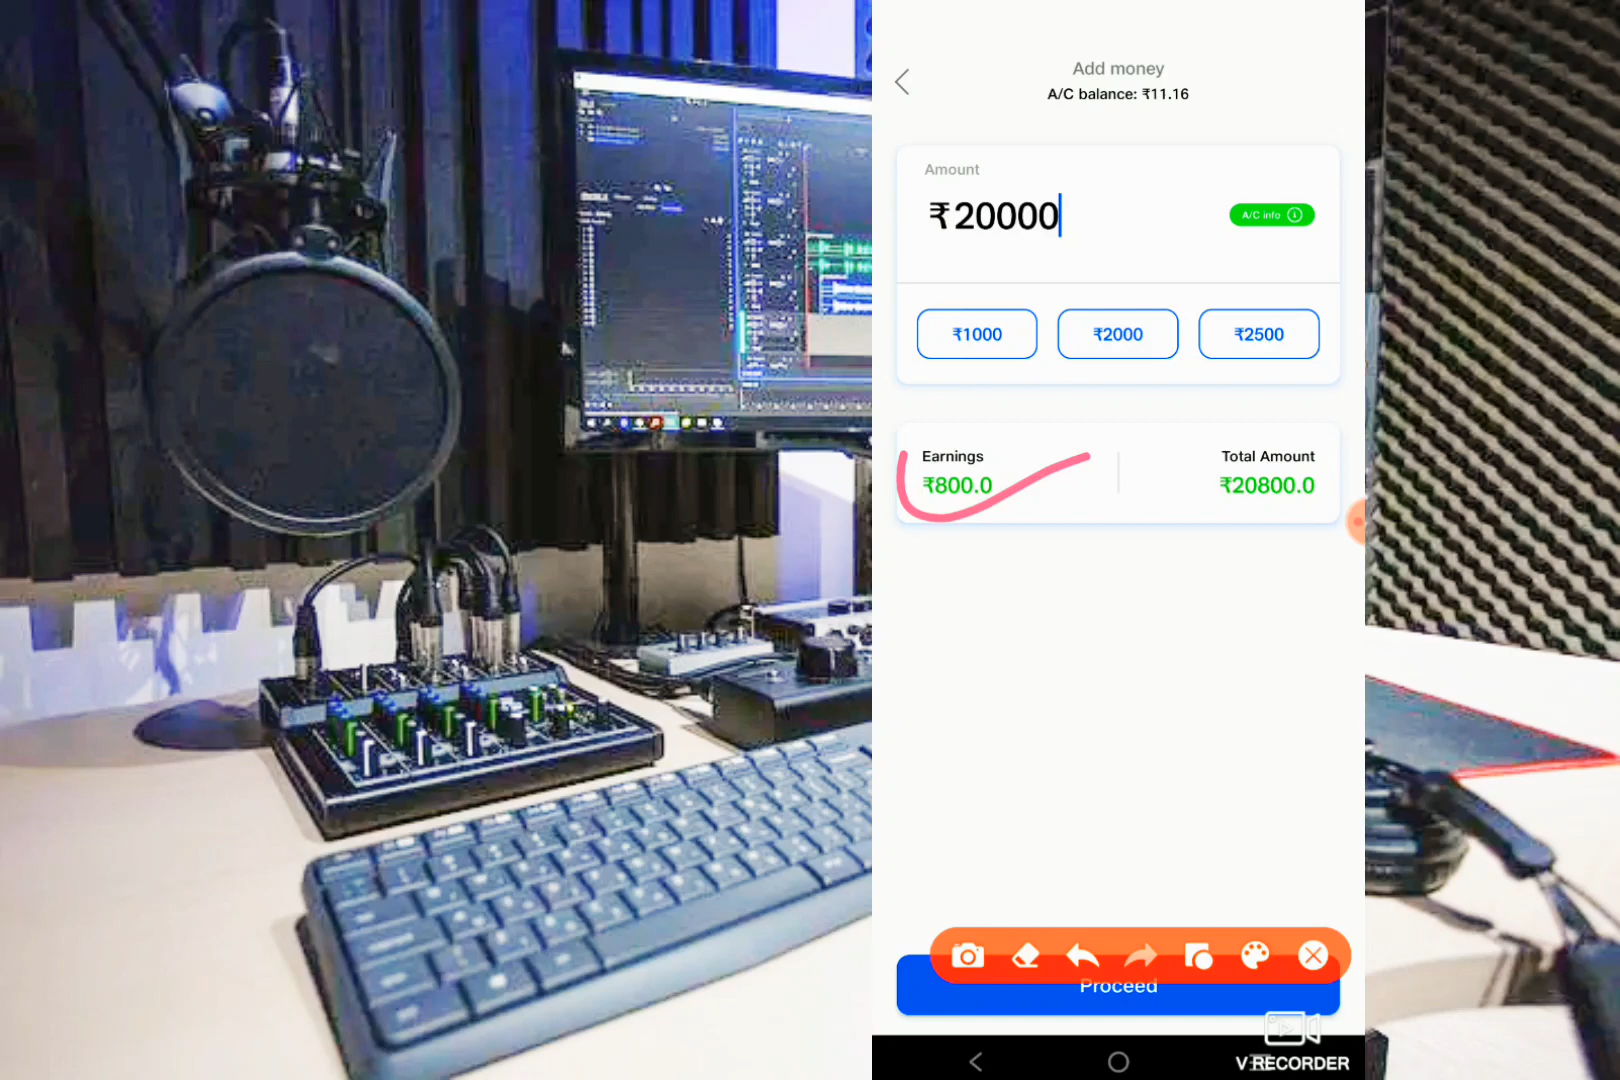 Add money
A/C balance: ₹11.16
Amount
₹20000
A/C info
₹1000 ₹2000 ₹2500
Earnings Total Amount
₹800.0 ₹20800.0
Proceed
V RECORDER